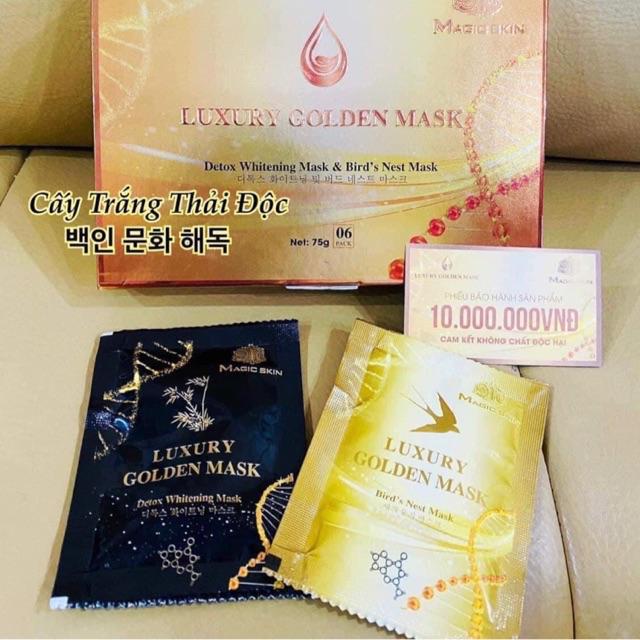 MAGIC SKIN
LUXURY GOLDEN MASK
Detox Whitening Mask & Bird's Nest Mask
디톡스 화이트닝 및 버드 네스트 마스크
Cấy Trắng Thải Độc
백인 문화 해독
Net: 75g
06
PACK
LUXURY GOLDEN MASK
MAGIC SKIN
PHIẾU BẢO HÀNH SẢN PHẨM
10.000.000VNĐ
CAM KẾT KHÔNG CHẤT ĐỘC HẠI
MAGIC SKIN
LUXURY
GOLDEN MASK
Detox Whitening Mask
디톡스 화이트닝 마스크
MAGIC SKIN
LUXURY
GOLDEN MASK
Bird's Nest Mask
마스크